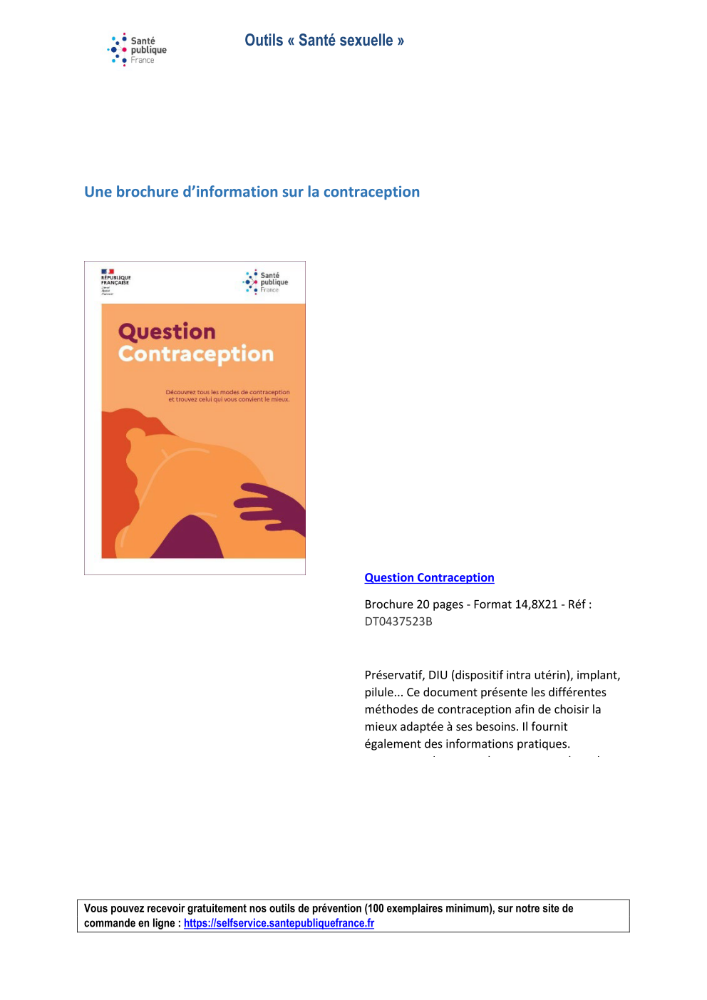 Santé
publique
France
Outils « Santé sexuelle »
Une brochure d’information sur la contraception
RÉPUBLIQUE
FRANÇAISE
Santé
publique
France
Question
Contraception
Découvrez tous les modes de contraception
et trouvez celui qui vous convient le mieux.
Question Contraception
Brochure 20 pages - Format 14,8X21 - Réf :
DT0437523B
Préservatif, DIU (dispositif intra utérin), implant,
pilule... Ce document présente les différentes
méthodes de contraception afin de choisir la
mieux adaptée à ses besoins. Il fournit
également des informations pratiques.
Vous pouvez recevoir gratuitement nos outils de prévention (100 exemplaires minimum), sur notre site de
commande en ligne : https://selfservice.santepubliquefrance.fr